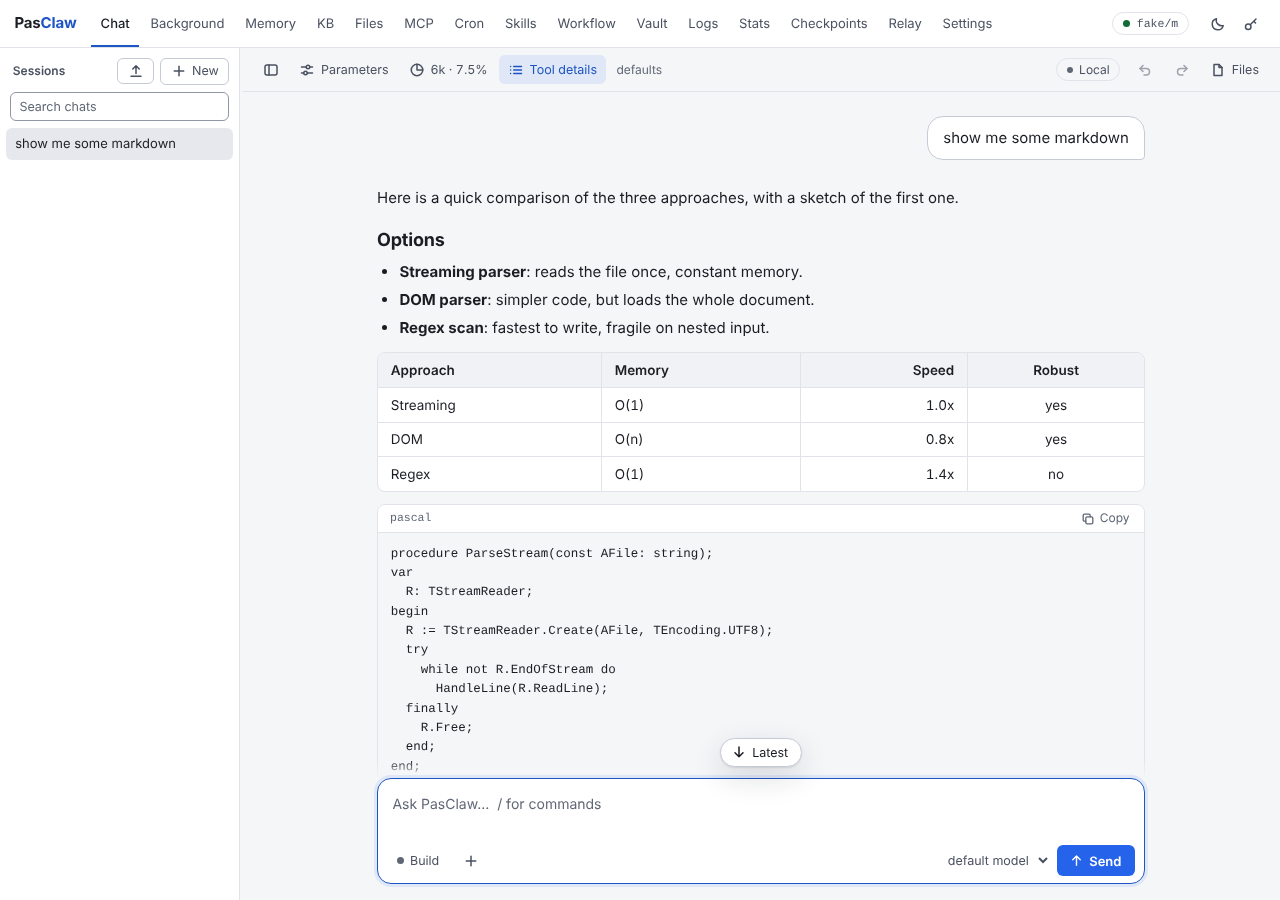 PasClaw Chat Background Memory KB Files MCP Cron Skills Workflow Vault Logs Stats Checkpoints Relay Settings fake/m
Sessions New
Search chats
show me some markdown
Parameters 6k · 7.5% Tool details defaults Local Files
show me some markdown
Here is a quick comparison of the three approaches, with a sketch of the first one.
Options
• Streaming parser: reads the file once, constant memory.
• DOM parser: simpler code, but loads the whole document.
• Regex scan: fastest to write, fragile on nested input.
Approach Memory Speed Robust
Streaming O(1) 1.0x yes
DOM O(n) 0.8x yes
Regex O(1) 1.4x no
pascal Copy
procedure ParseStream(const AFile: string);
var
  R: TStreamReader;
begin
  R := TStreamReader.Create(AFile, TEncoding.UTF8);
  try
    while not R.EndOfStream do
      HandleLine(R.ReadLine);
  finally
    R.Free;
  end;
end;
Latest
Ask PasClaw... / for commands
Build default model Send